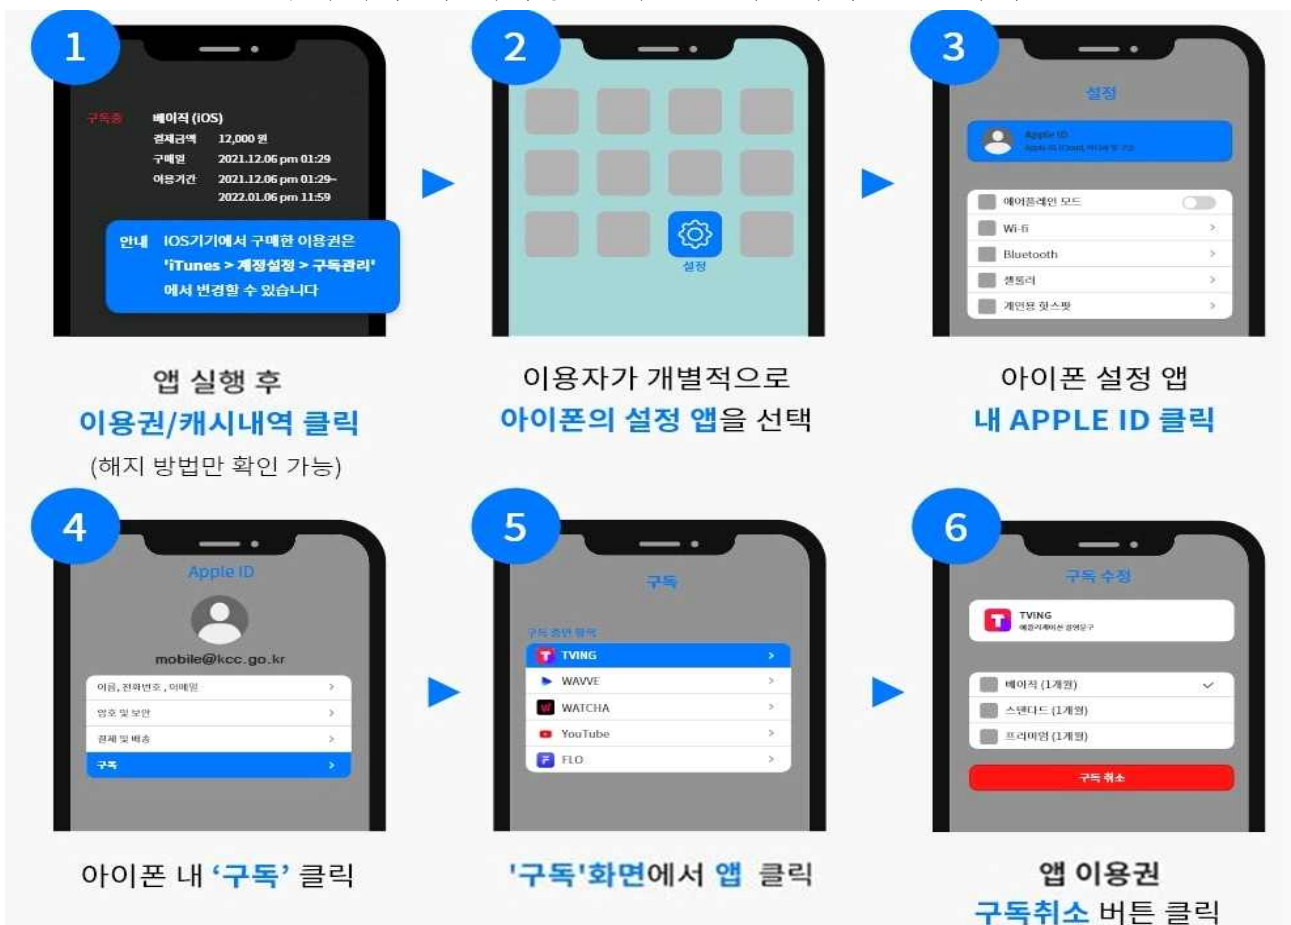 1
구독중 베이직 (iOS)
결제금액 12,000 원
구매일 2021.12.06 pm 01:29
이용기간 2021.12.06 pm 01:29~
2022.01.06 pm 11:59
안내 IOS기기에서 구매한 이용권은
'iTunes > 계정설정 > 구독관리'
에서 변경할 수 있습니다
앱 실행 후
이용권/캐시내역 클릭
(해지 방법만 확인 가능)
2
설정
이용자가 개별적으로
아이폰의 설정 앱을 선택
3
설정
Apple ID
에어플레인 모드
Wi-fi
Bluetooth
셀룰러
개인용 핫스팟
아이폰 설정 앱
내 APPLE ID 클릭
4
Apple ID
mobile@kcc.go.kr
이름, 전화번호, 이메일
암호 및 보안
결제 및 배송
구독
아이폰 내 ‘구독’ 클릭
5
구독
구독 중인 항목
TVING
WAVVE
WATCHA
YouTube
FLO
'구독'화면에서 앱 클릭
6
구독 수정
TVING
베이직 (1개월)
스탠다드 (1개월)
프리미엄 (1개월)
구독 취소
앱 이용권
구독취소 버튼 클릭